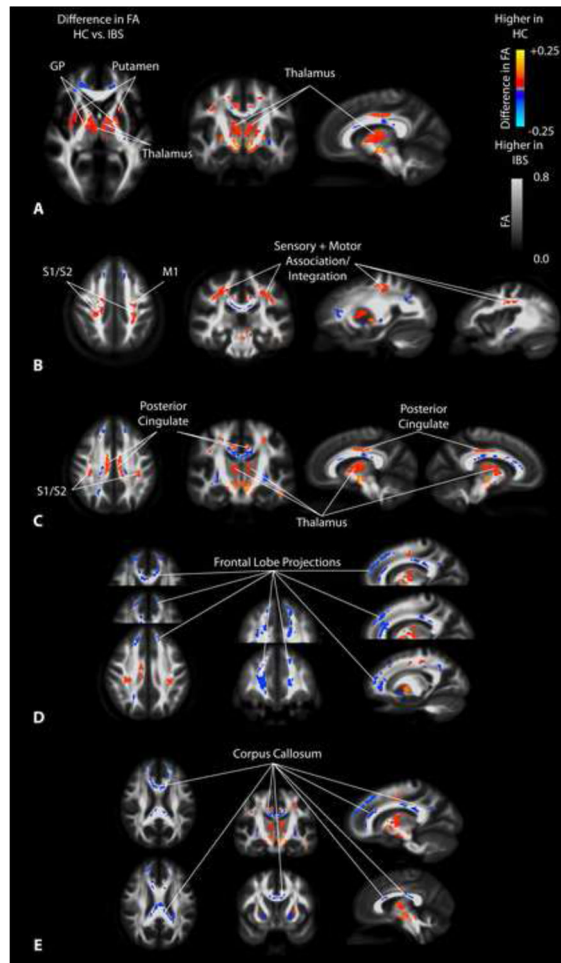 Difference in FA
HC vs. IBS
GP
Putamen
Thalamus
Thalamus
Higher in
HC
+0.25
Difference in FA
-0.25
Higher in
IBS
0.8
FA
0.0
A
S1/S2
M1
Sensory + Motor
Association/
Integration
B
Posterior
Cingulate
Posterior
Cingulate
S1/S2
Thalamus
C
Frontal Lobe Projections
D
Corpus Callosum
E